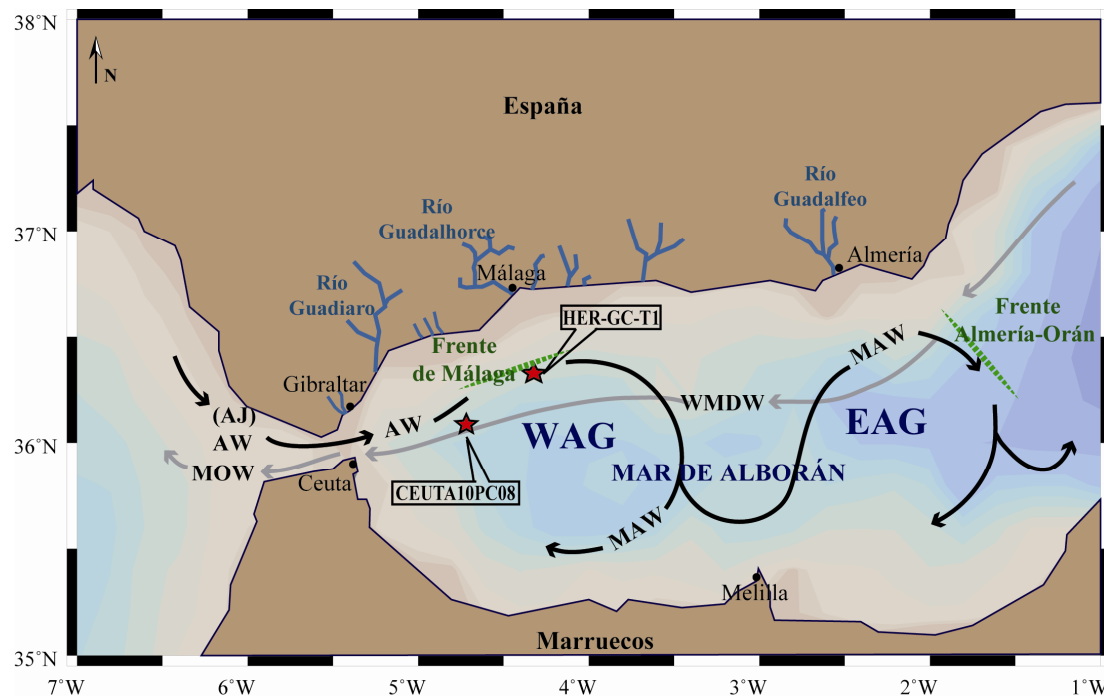 38˚N
N
España
Río
Guadalfeo
Río
Guadalhorce
37˚N
Almería
Málaga
Río
Guadiaro
HER-GC-T1
Frente
Almería-Orán
Frente
de Málaga
MAW
Gibraltar
(AJ)
AW
AW
WMDW
WAG
EAG
36˚N
MOW
MAR DE ALBORÁN
Ceuta
CEUTA10PC08
MAW
Melilla
Marruecos
35˚N
7˚W
6˚W
5˚W
4˚W
3˚W
2˚W
1˚W